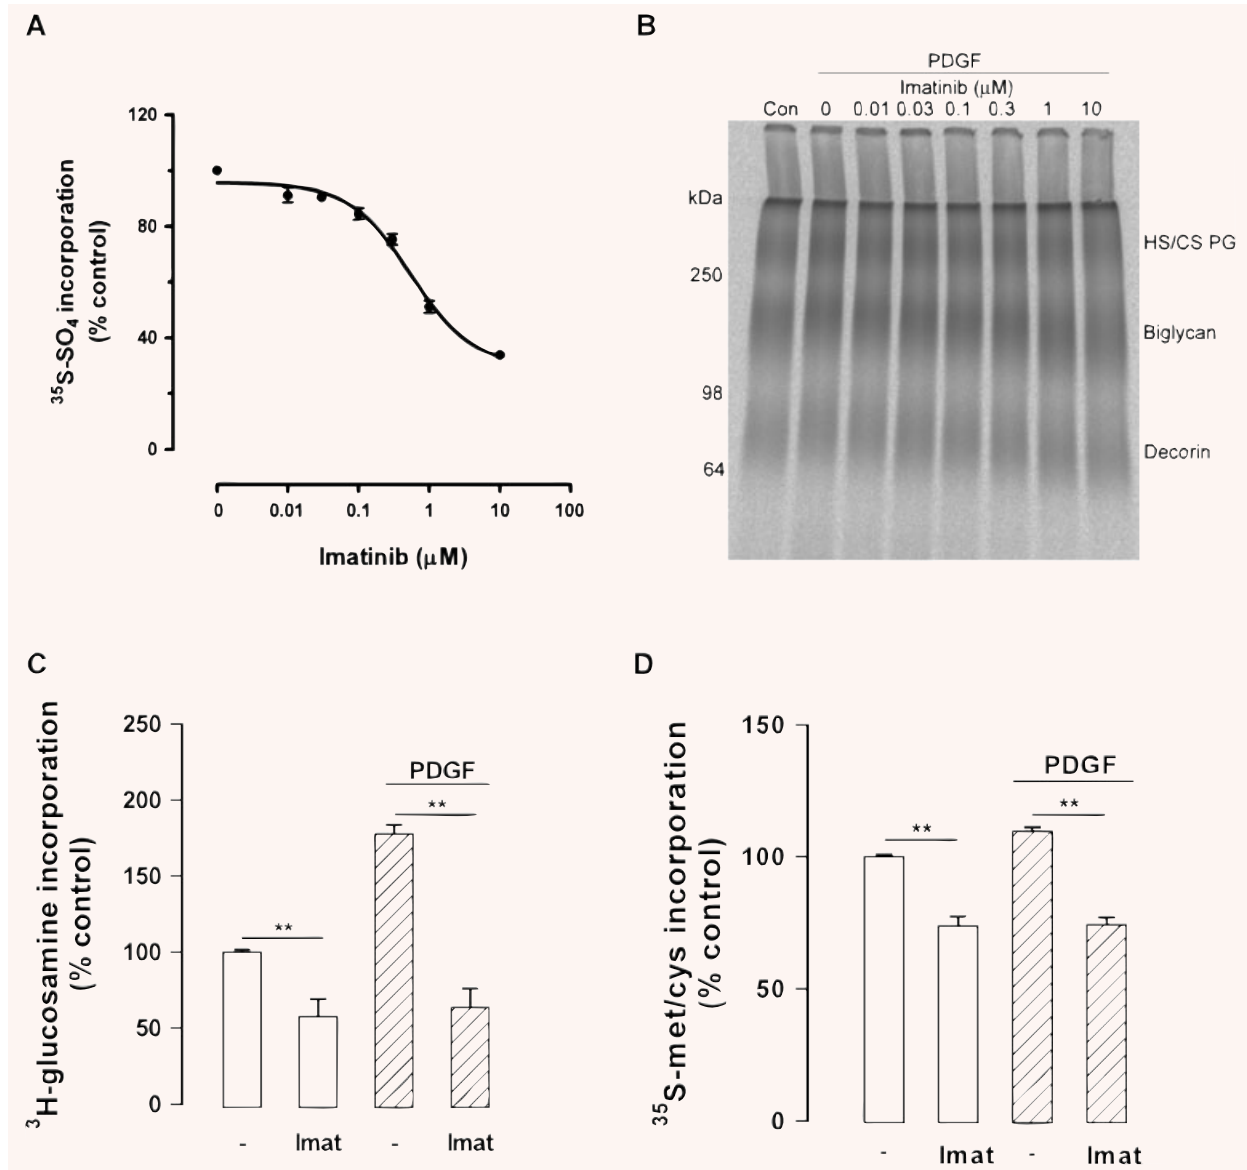 A
120
80
40
0
35S-SO4 incorporation
(% control)
0 0.01 0.1 1 10 100
Imatinib (μM)
B
PDGF
Imatinib (μM)
Con 0 0.01 0.03 0.1 0.3 1 10
kDa
250
98
64
HS/CS PG
Biglycan
Decorin
C
250
200
150
100
50
0
3H-glucosamine incorporation
(% control)
PDGF
**
**
- Imat - Imat
D
150
100
50
0
35S-met/cys incorporation
(% control)
PDGF
**
**
- Imat - Imat